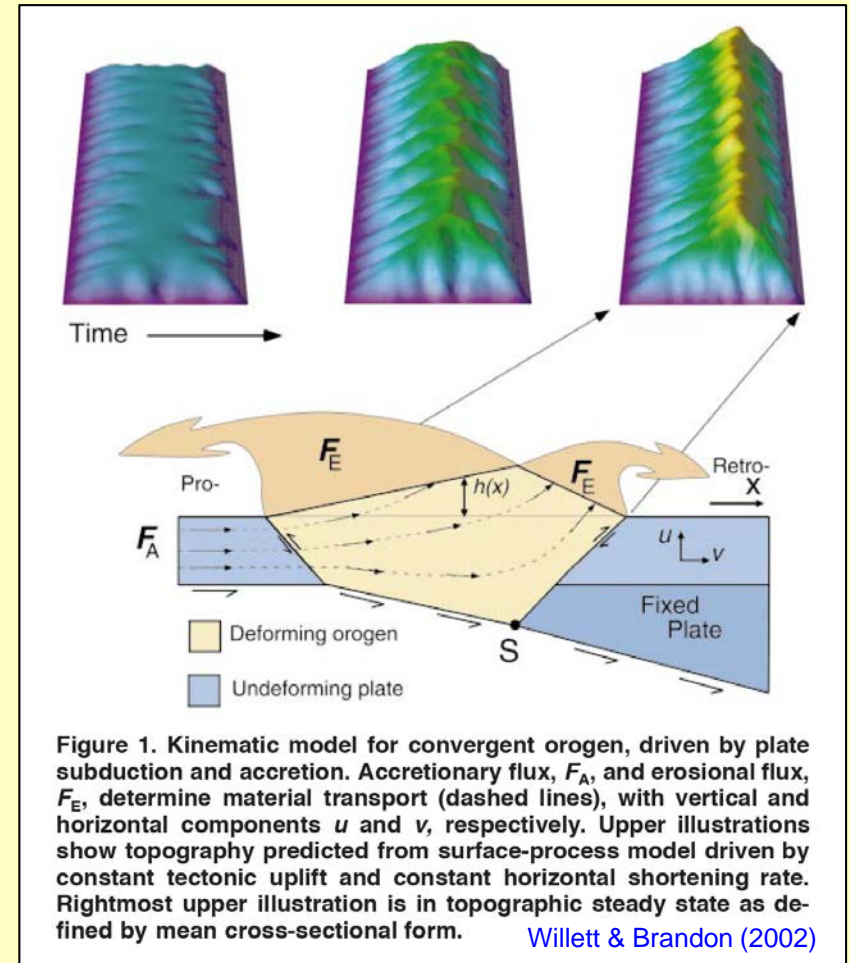 Time
F_E
Pro-
h(x)
F_E
Retro-
X
F_A
u
v
Fixed
Plate
Deforming orogen
S
Undeforming plate
Figure 1. Kinematic model for convergent orogen, driven by plate
subduction and accretion. Accretionary flux, F_A, and erosional flux,
F_E, determine material transport (dashed lines), with vertical and
horizontal components u and v, respectively. Upper illustrations
show topography predicted from surface-process model driven by
constant tectonic uplift and constant horizontal shortening rate.
Rightmost upper illustration is in topographic steady state as de-
fined by mean cross-sectional form.
Willett & Brandon (2002)